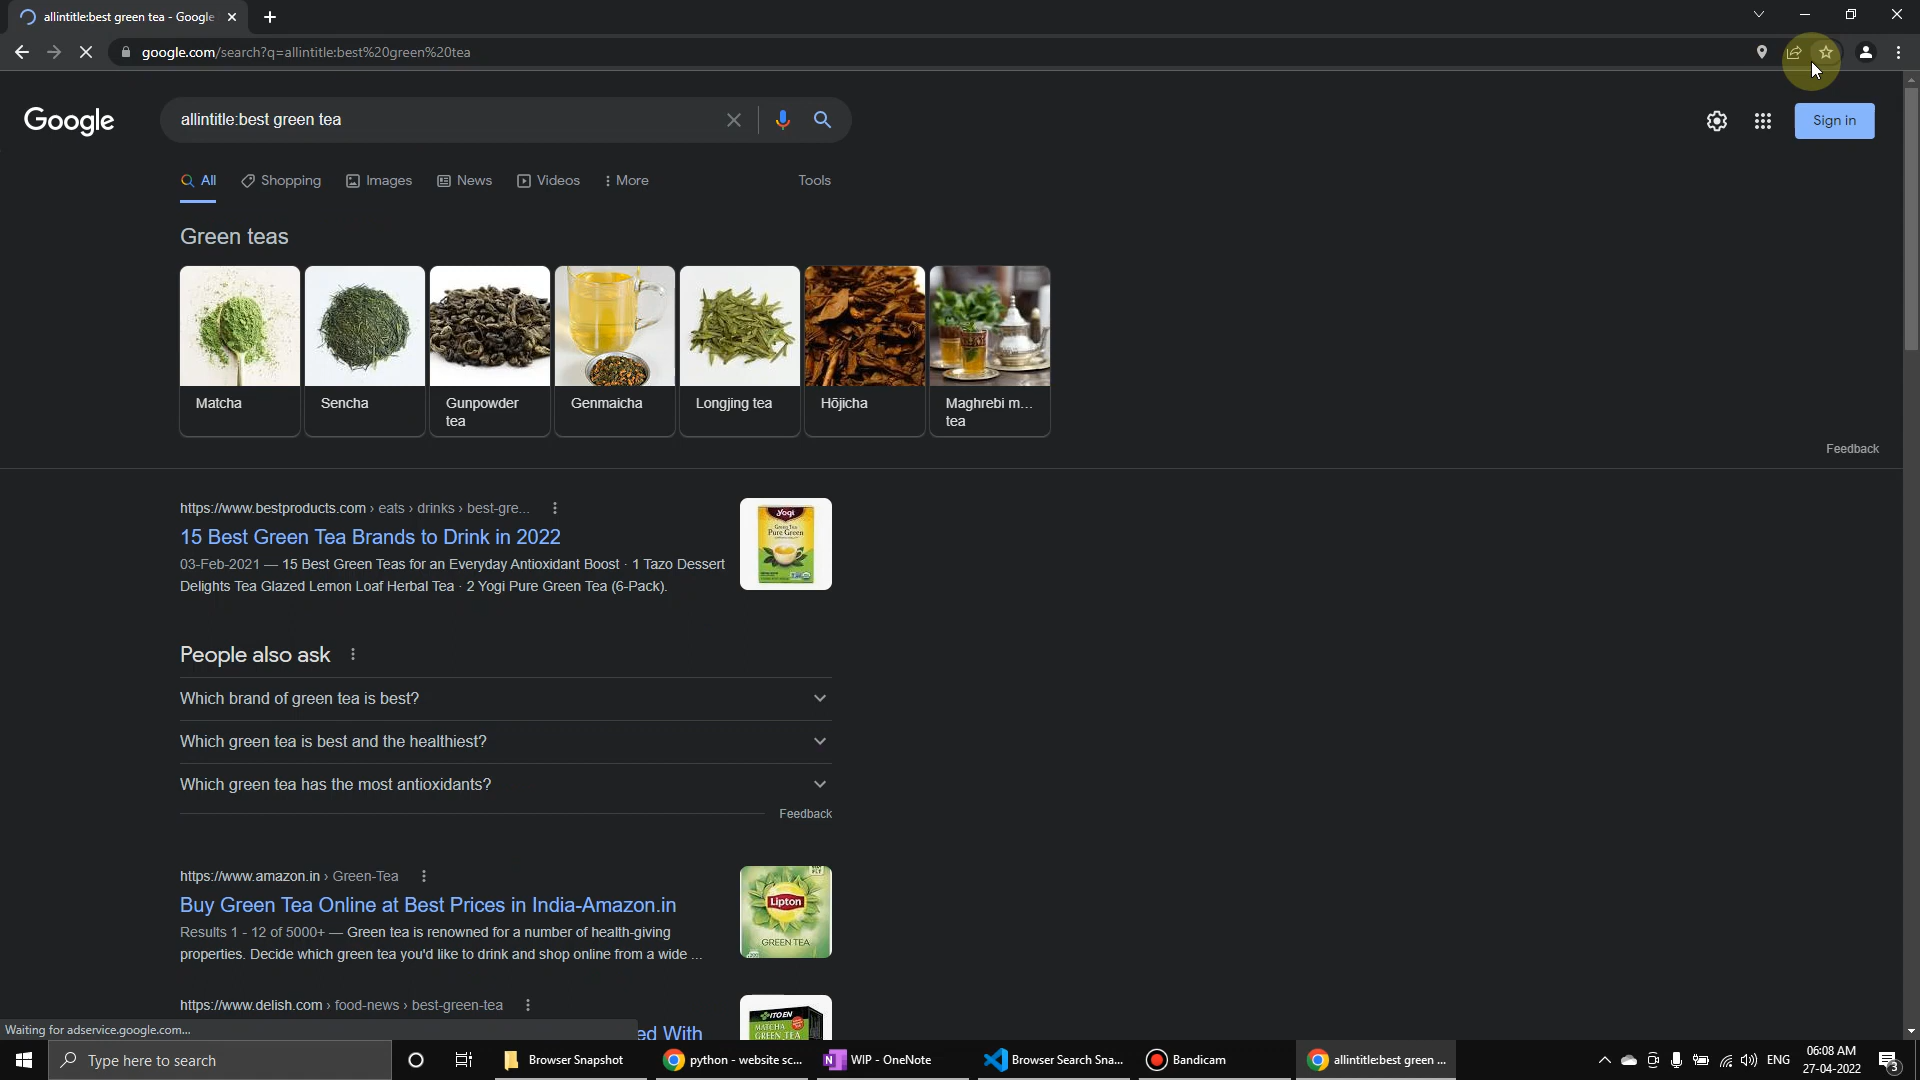 allintitle:best green tea - Google
google.com/search?q=allintitle:best%20green%20tea
Google
allintitle:best green tea
Sign in
All
Shopping
Images
News
Videos
More
Tools
Green teas
Matcha
Sencha
Gunpowder
tea
Genmaicha
Longjing tea
Hōjicha
Maghrebi m...
tea
Feedback
https://www.bestproducts.com › eats › drinks › best-gre...
15 Best Green Tea Brands to Drink in 2022
03-Feb-2021 — 15 Best Green Teas for an Everyday Antioxidant Boost · 1 Tazo Dessert
Delights Tea Glazed Lemon Loaf Herbal Tea · 2 Yogi Pure Green Tea (6-Pack).
yogi
Green Tea
Pure Green
People also ask
Which brand of green tea is best?
Which green tea is best and the healthiest?
Which green tea has the most antioxidants?
Feedback
https://www.amazon.in › Green-Tea
Buy Green Tea Online at Best Prices in India-Amazon.in
Results 1 - 12 of 5000+ — Green tea is renowned for a number of health-giving
properties. Decide which green tea you'd like to drink and shop online from a wide ...
Lipton
GREEN TEA
https://www.delish.com › food-news › best-green-tea
ed With
ITOEN
MATCHA
GREEN TEA
Waiting for adservice.google.com...
Type here to search
Browser Snapshot
python - website sc...
WIP - OneNote
Browser Search Sna...
Bandicam
allintitle:best green ...
ENG
06:08 AM
27-04-2022
3